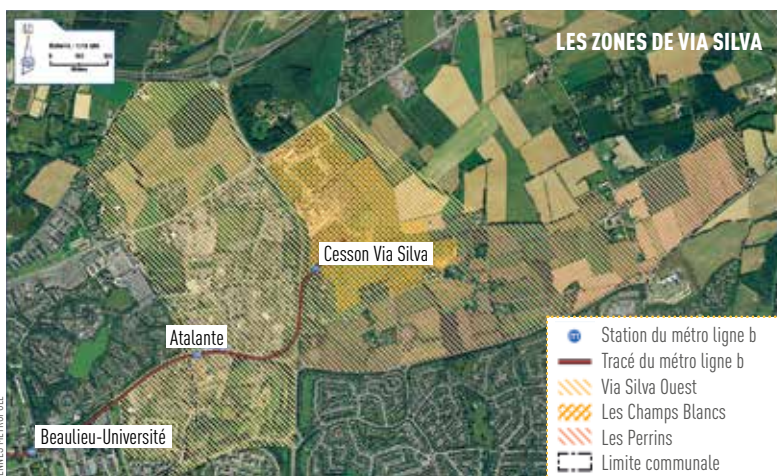 LES ZONES DE VIA SILVA
Cesson Via Silva
Atalante
Beaulieu-Université
Station du métro ligne b
Tracé du métro ligne b
Via Silva Ouest
Les Champs Blancs
Les Perrins
Limite communale